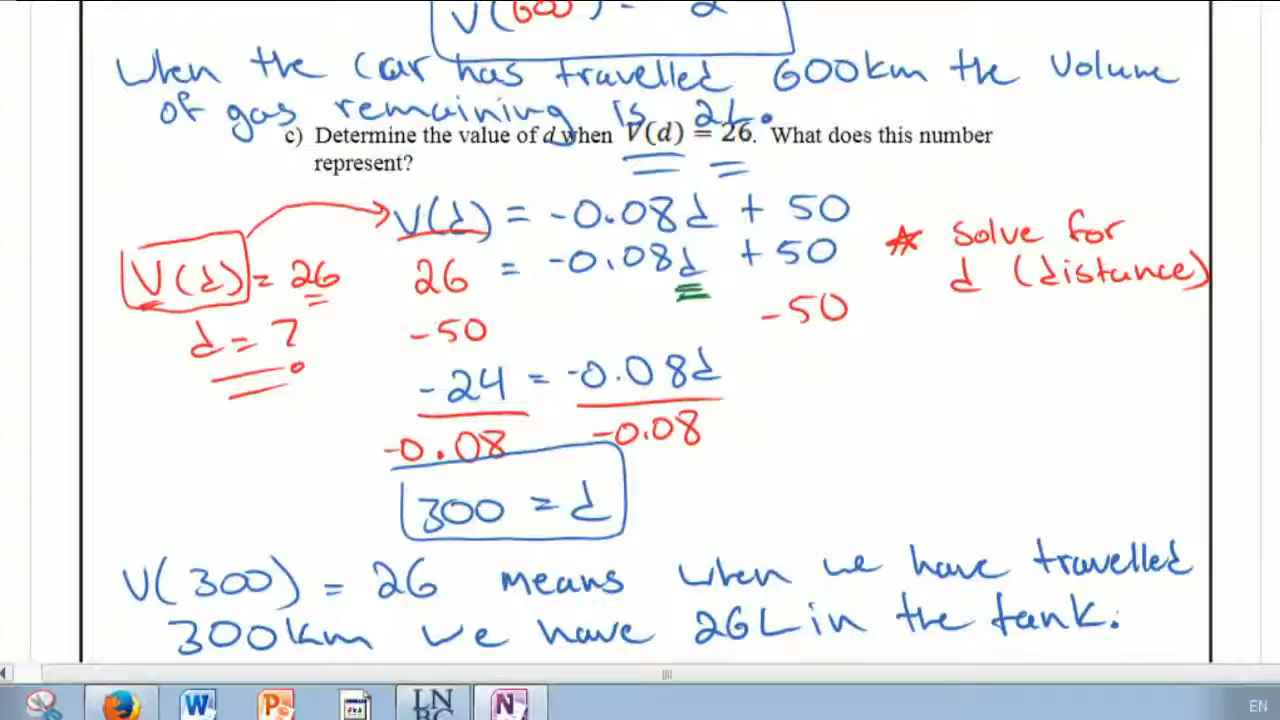 V(600) = 2
When the car has travelled 600km the volume
of gas remaining is 2L.
c) Determine the value of d when V(d) = 26. What does this number
represent?
V(d) = -0.08d + 50
26 = -0.08d + 50
* Solve for
d (distance)
V(d) = 26
d = ?
-50 -50
-24 = -0.08d
-0.08 -0.08
300 = d
V(300) = 26 means when we have travelled
300km we have 26L in the tank.
W P LN N EN